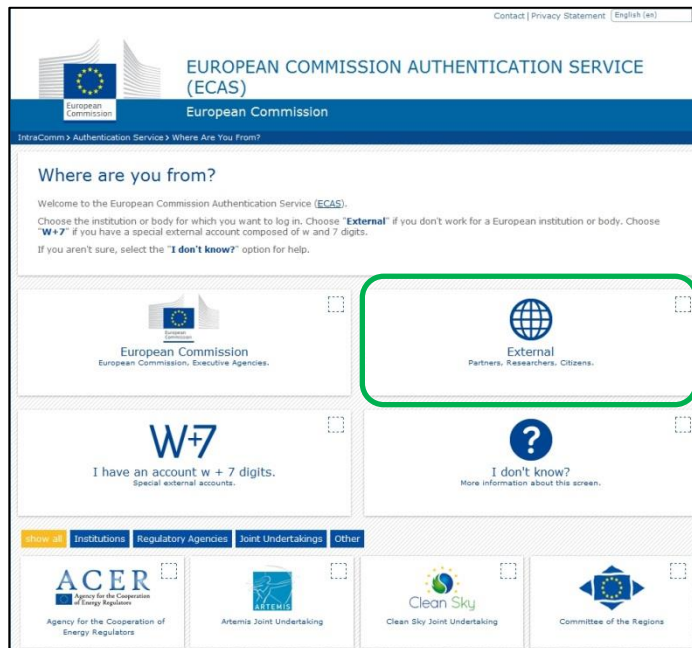 Contact | Privacy Statement English (en)
EUROPEAN COMMISSION AUTHENTICATION SERVICE
(ECAS)
European
Commission
European Commission
IntraComm > Authentication Service > Where Are You From?
Where are you from?
Welcome to the European Commission Authentication Service (ECAS).
Choose the institution or body for which you want to log in. Choose "External" if you don't work for a European institution or body. Choose
"W+7" if you have a special external account composed of w and 7 digits.
If you aren't sure, select the "I don't know?" option for help.
European
Commission
European Commission
European Commission, Executive Agencies.
External
Partners, Researchers, Citizens.
W+7
I have an account w + 7 digits.
Special external accounts.
?
I don't know?
More information about this screen.
show all Institutions Regulatory Agencies Joint Undertakings Other
ACER
Agency for the Cooperation
of Energy Regulators
Agency for the Cooperation of
Energy Regulators
ARTEMIS
Artemis Joint Undertaking
Clean Sky
Clean Sky Joint Undertaking
Committee of the Regions